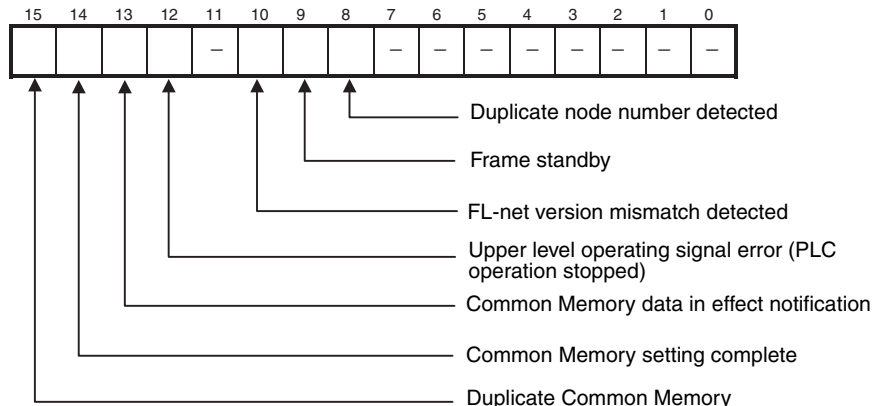 15 14 13 12 11 10 9 8 7 6 5 4 3 2 1 0
– – – – – – – – –
Duplicate node number detected
Frame standby
FL-net version mismatch detected
Upper level operating signal error (PLC
operation stopped)
Common Memory data in effect notification
Common Memory setting complete
Duplicate Common Memory